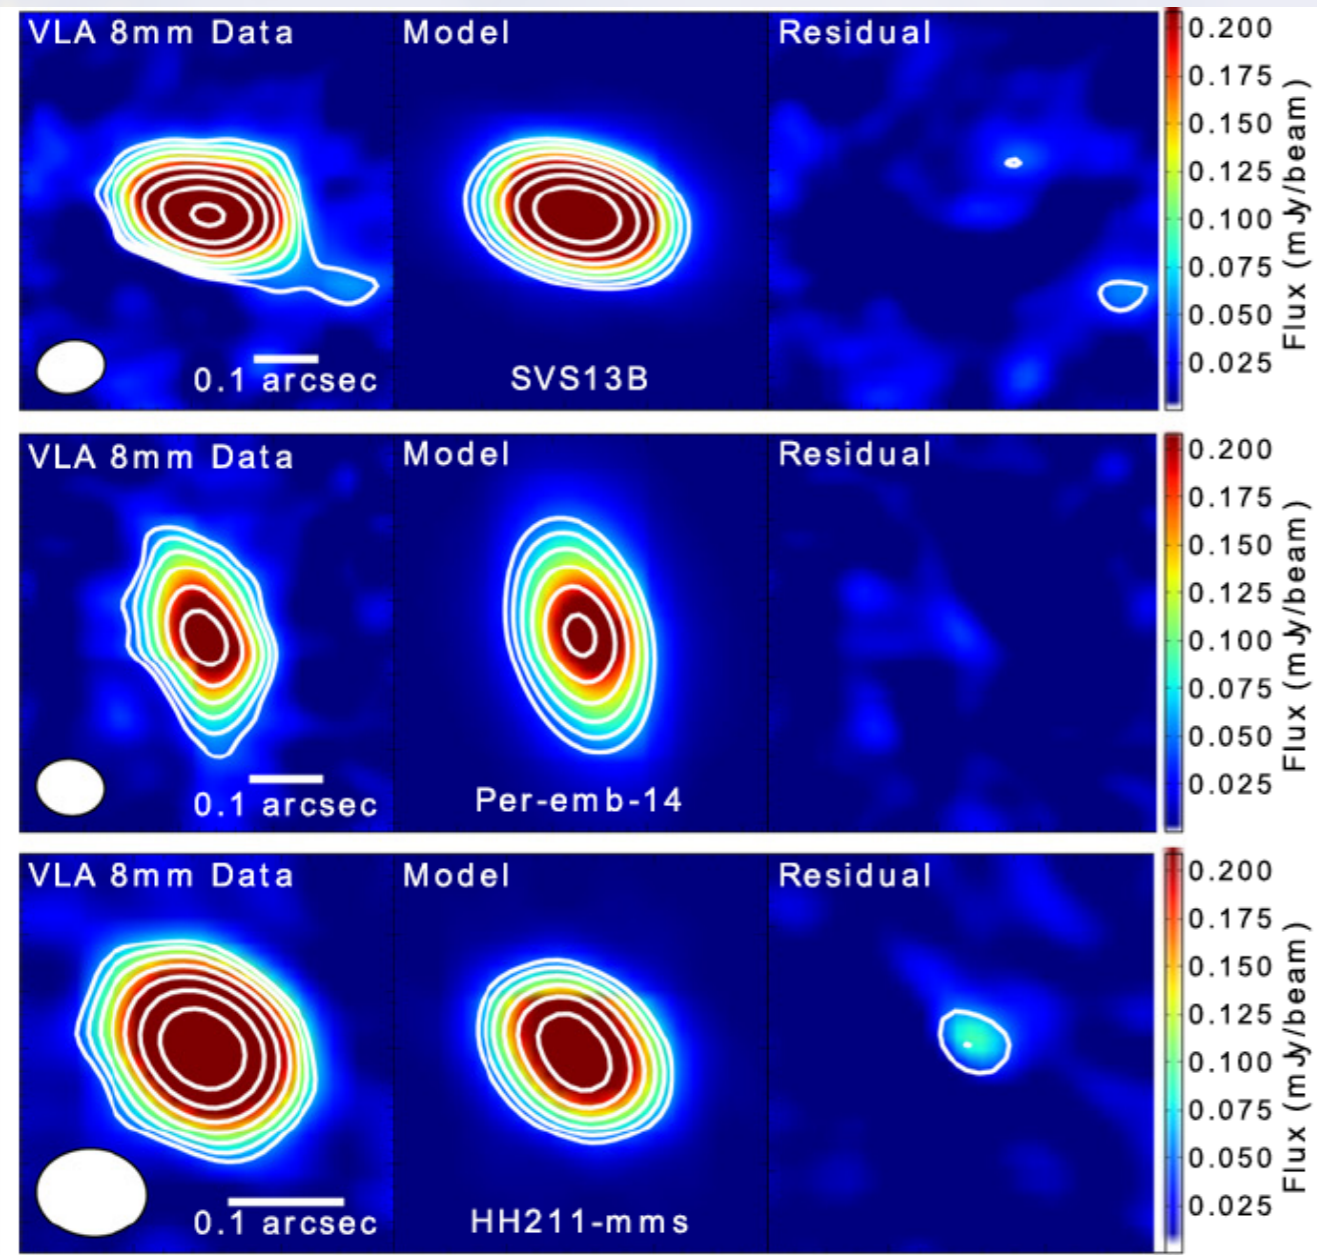 VLA 8mm Data Model Residual
0.200
0.175
0.150
0.125
0.100
0.075
0.050
0.025
Flux (mJy/beam)
0.1 arcsec SVS13B
VLA 8mm Data Model Residual
0.200
0.175
0.150
0.125
0.100
0.075
0.050
0.025
Flux (mJy/beam)
0.1 arcsec Per-emb-14
VLA 8mm Data Model Residual
0.200
0.175
0.150
0.125
0.100
0.075
0.050
0.025
Flux (mJy/beam)
0.1 arcsec HH211-mms